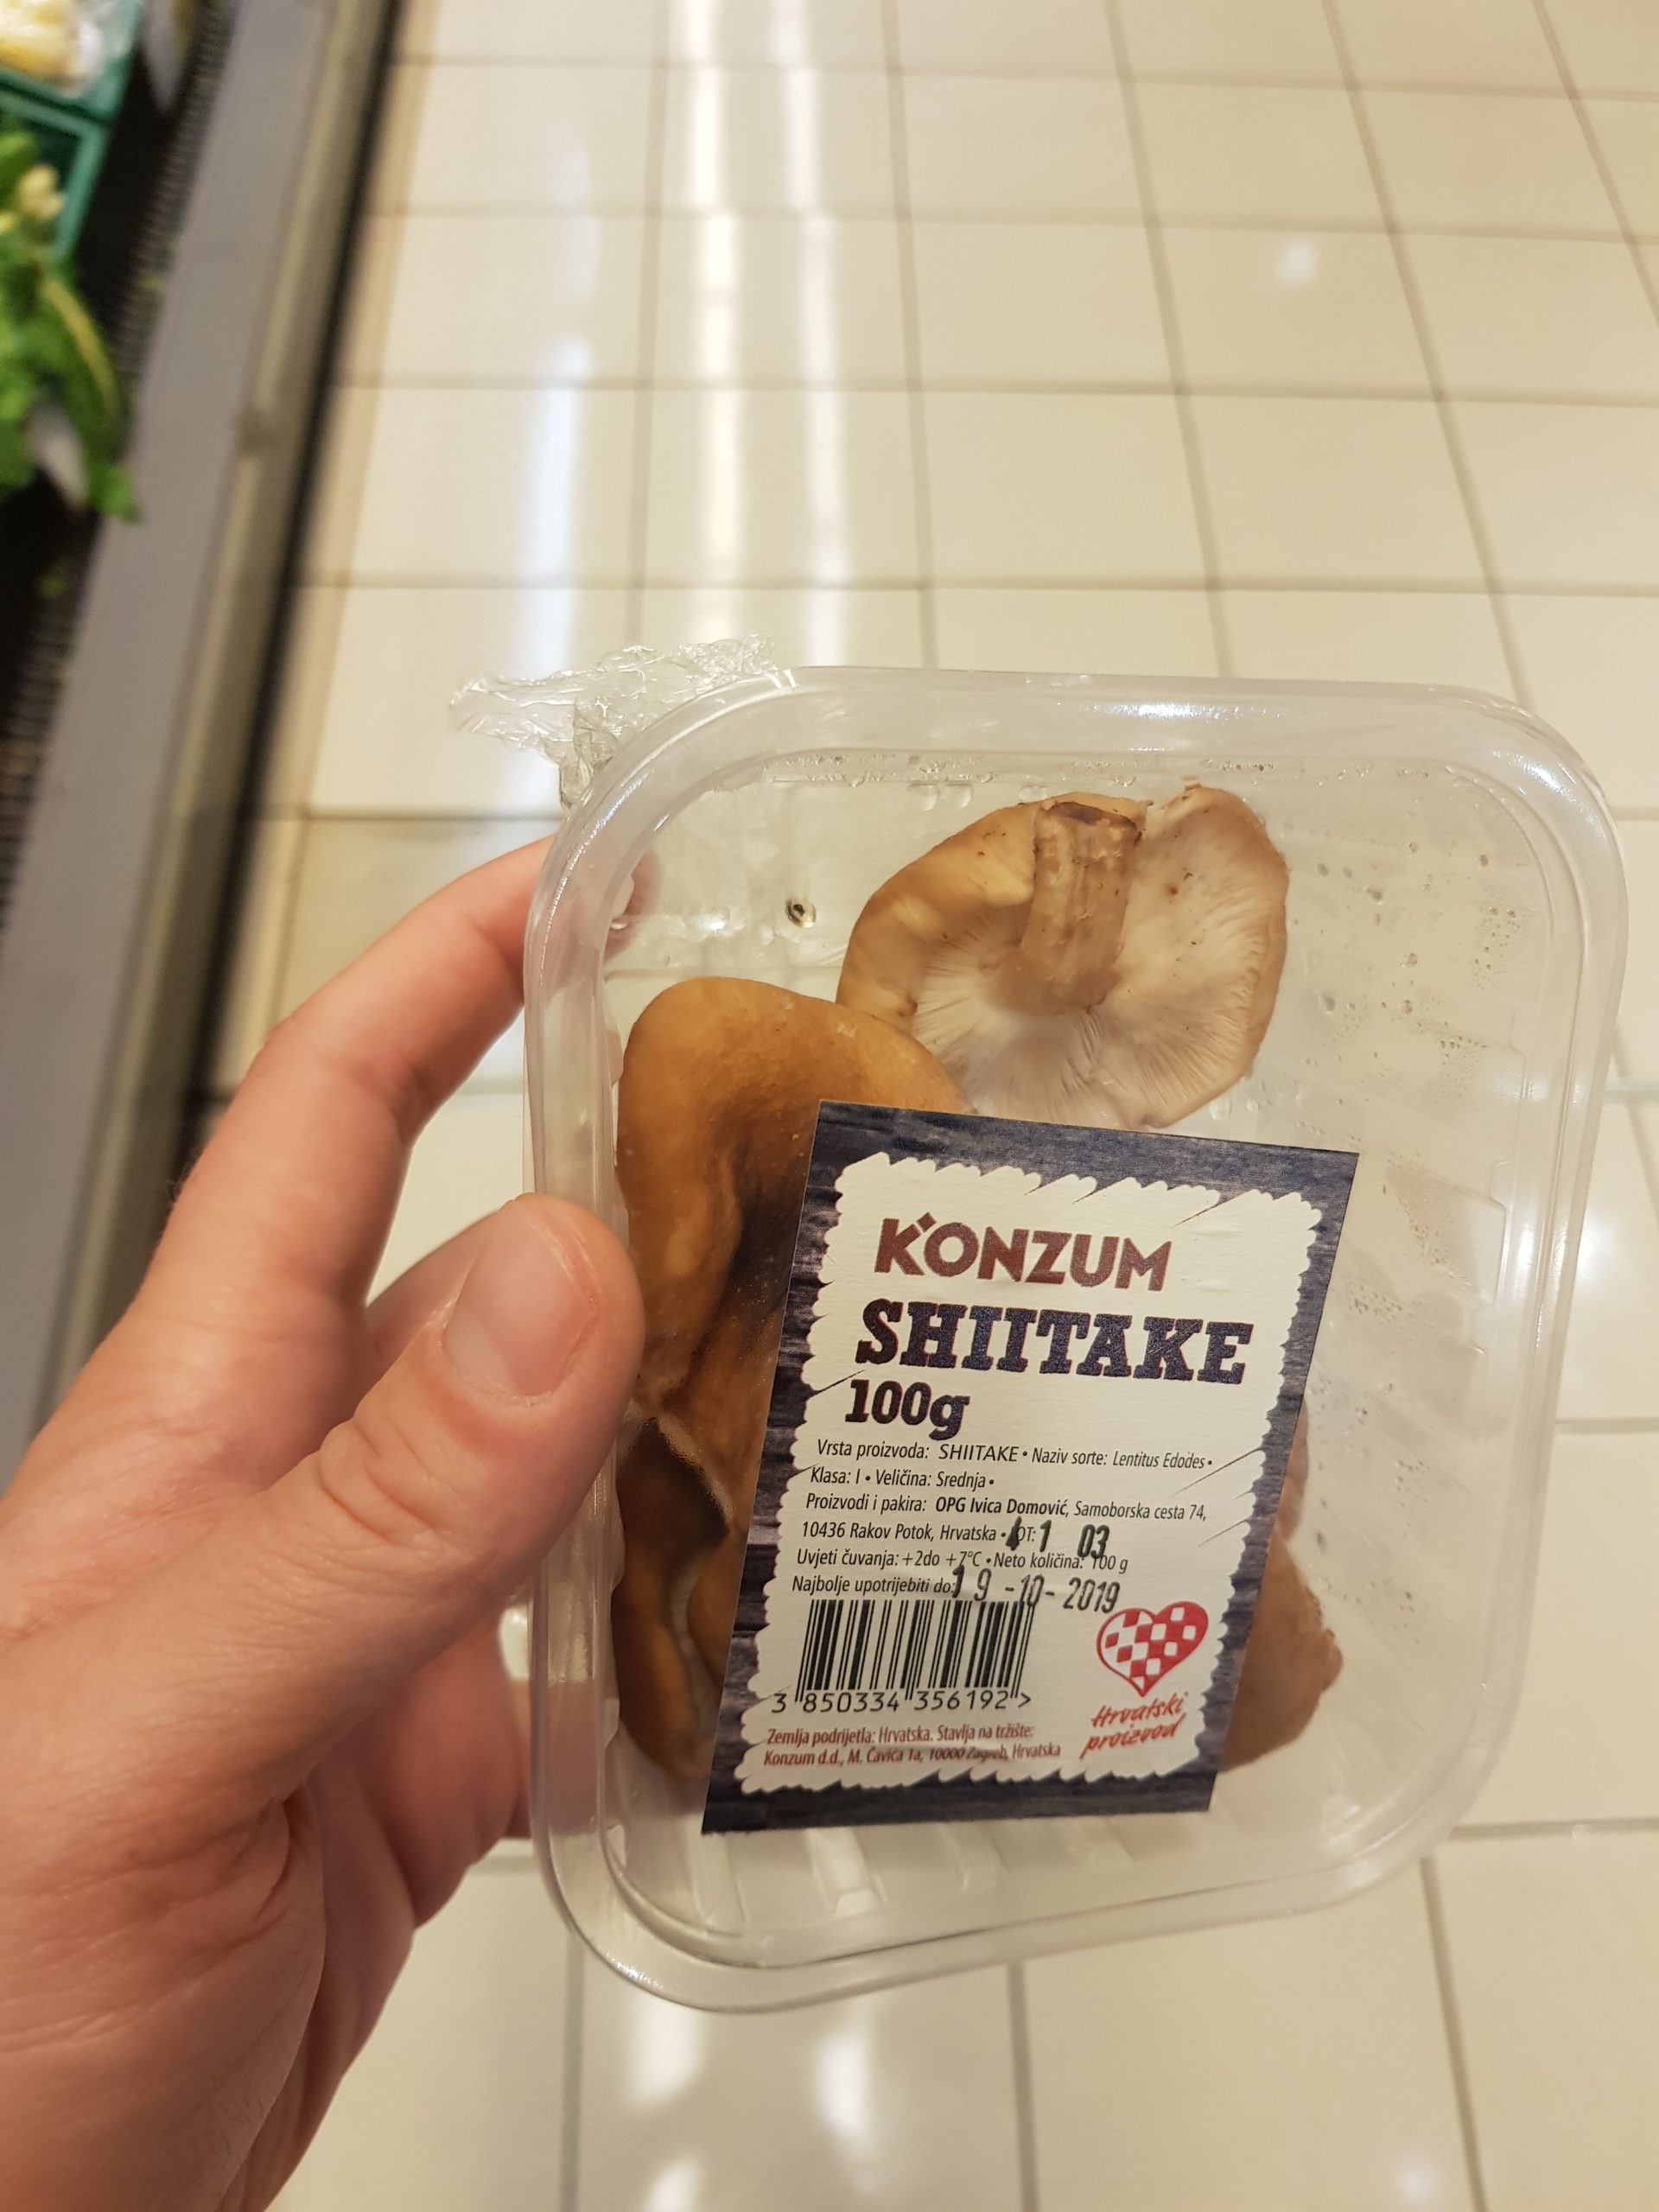 KONZUM
SHIITAKE
100g
Vrsta proizvoda: SHIITAKE • Naziv sorte: Lentitus Edodes •
Klasa: I • Veličina: Srednja •
Proizvodi i pakira: OPG Ivica Domović, Samoborska cesta 74,
10436 Rakov Potok, Hrvatska • LOT: 1 03
Uvjeti čuvanja: +2do +7°C • Neto količina: 100 g
Najbolje upotrijebiti do: 19-10-2019
3 850334 356192 >
Hrvatski
proizvod
Zemlja podrijetla: Hrvatska. Stavlja na tržište:
Konzum d.d., M. Čavića 1a, 10000 Zagreb, Hrvatska